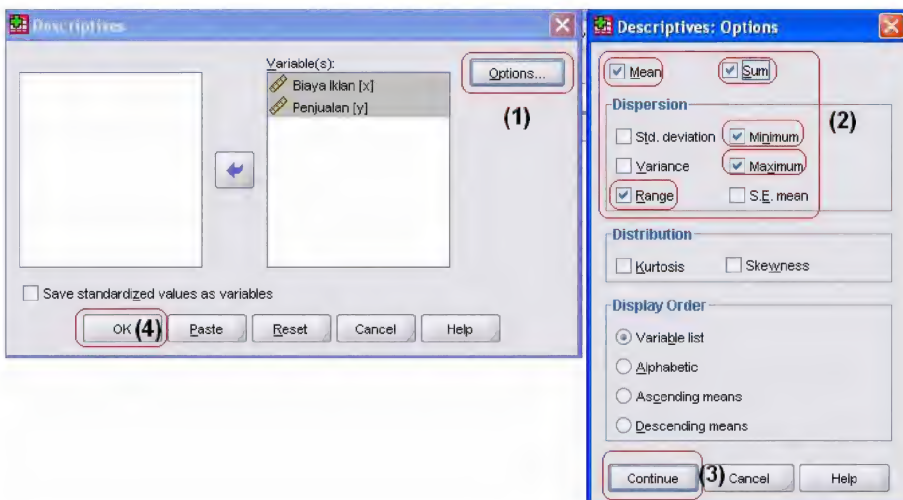 Descriptives
Variable(s):
Biaya Iklan [x]
Penjualan [y]
Options...
(1)
Save standardized values as variables
OK
(4)
Paste
Reset
Cancel
Help
Descriptives: Options
Mean
Sum
Dispersion
(2)
Std. deviation
Minimum
Variance
Maximum
Range
S.E. mean
Distribution
Kurtosis
Skewness
Display Order
Variable list
Alphabetic
Ascending means
Descending means
Continue
(3)
Cancel
Help